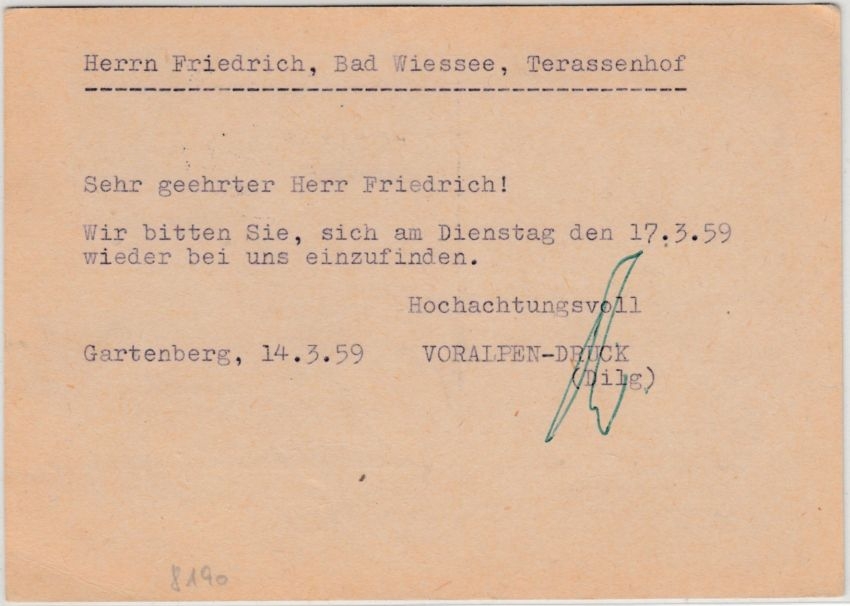 Herrn Friedrich, Bad Wiessee, Terassenhof
Sehr geehrter Herr Friedrich!
Wir bitten Sie, sich am Dienstag den 17.3.59
wieder bei uns einzufinden.
Hochachtungsvoll
Gartenberg, 14.3.59 VORALPEN-DRUCK
(Dilg)
8190